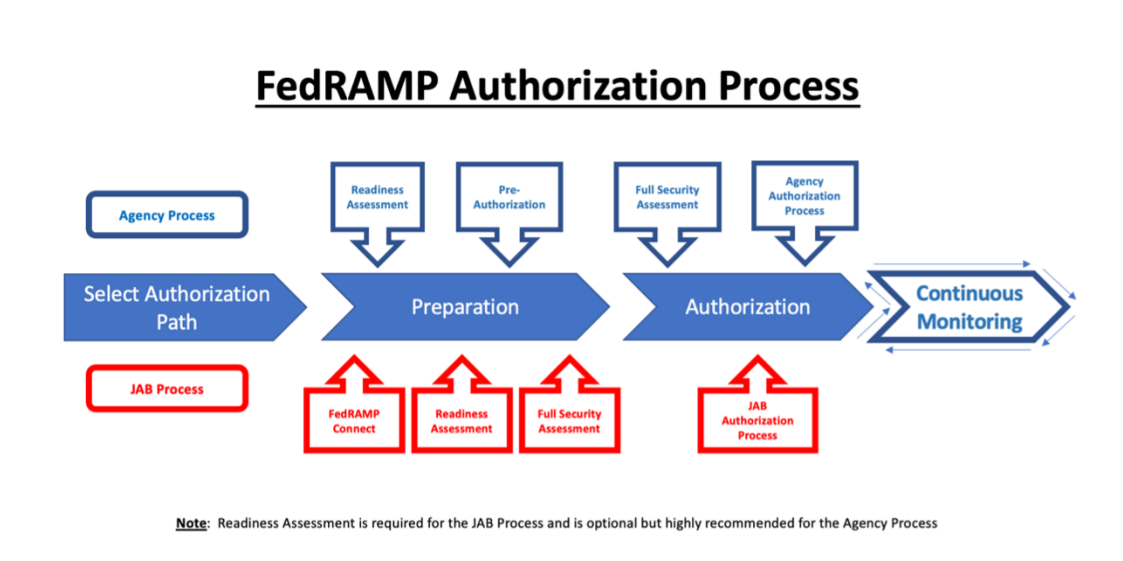 FedRAMP Authorization Process
Agency Process
Readiness
Assessment
Pre-
Authorization
Full Security
Assessment
Agency
Authorization
Process
Select Authorization
Path
Preparation
Authorization
Continuous
Monitoring
JAB Process
FedRAMP
Connect
Readiness
Assessment
Full Security
Assessment
JAB
Authorization
Process
Note: Readiness Assessment is required for the JAB Process and is optional but highly recommended for the Agency Process